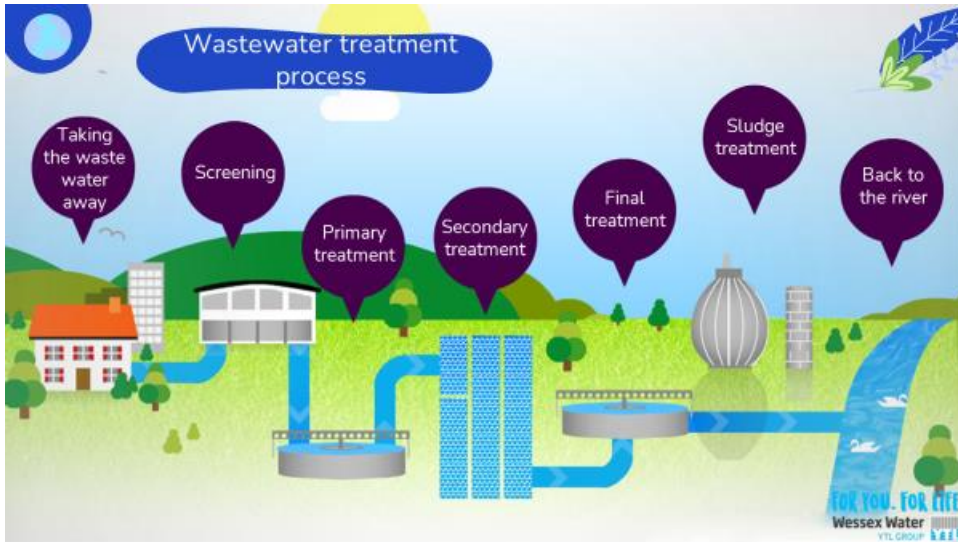 Wastewater treatment
process
Taking
the waste
water
away
Screening
Primary
treatment
Secondary
treatment
Final
treatment
Sludge
treatment
Back to
the river
FOR YOU. FOR LIFE
Wessex Water
YTL GROUP